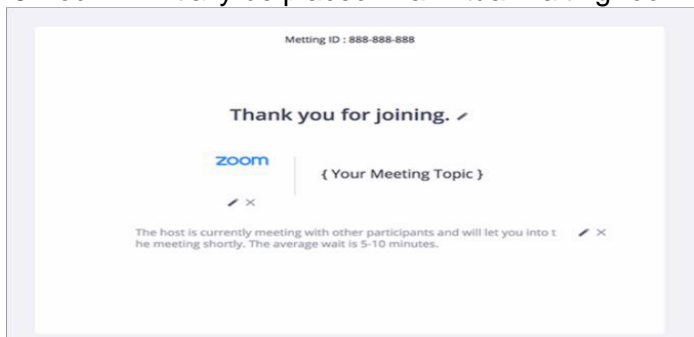 Metting ID : 888-888-888
Thank you for joining.
zoom
{ Your Meeting Topic }
The host is currently meeting with other participants and will let you into t
he meeting shortly. The average wait is 5-10 minutes.